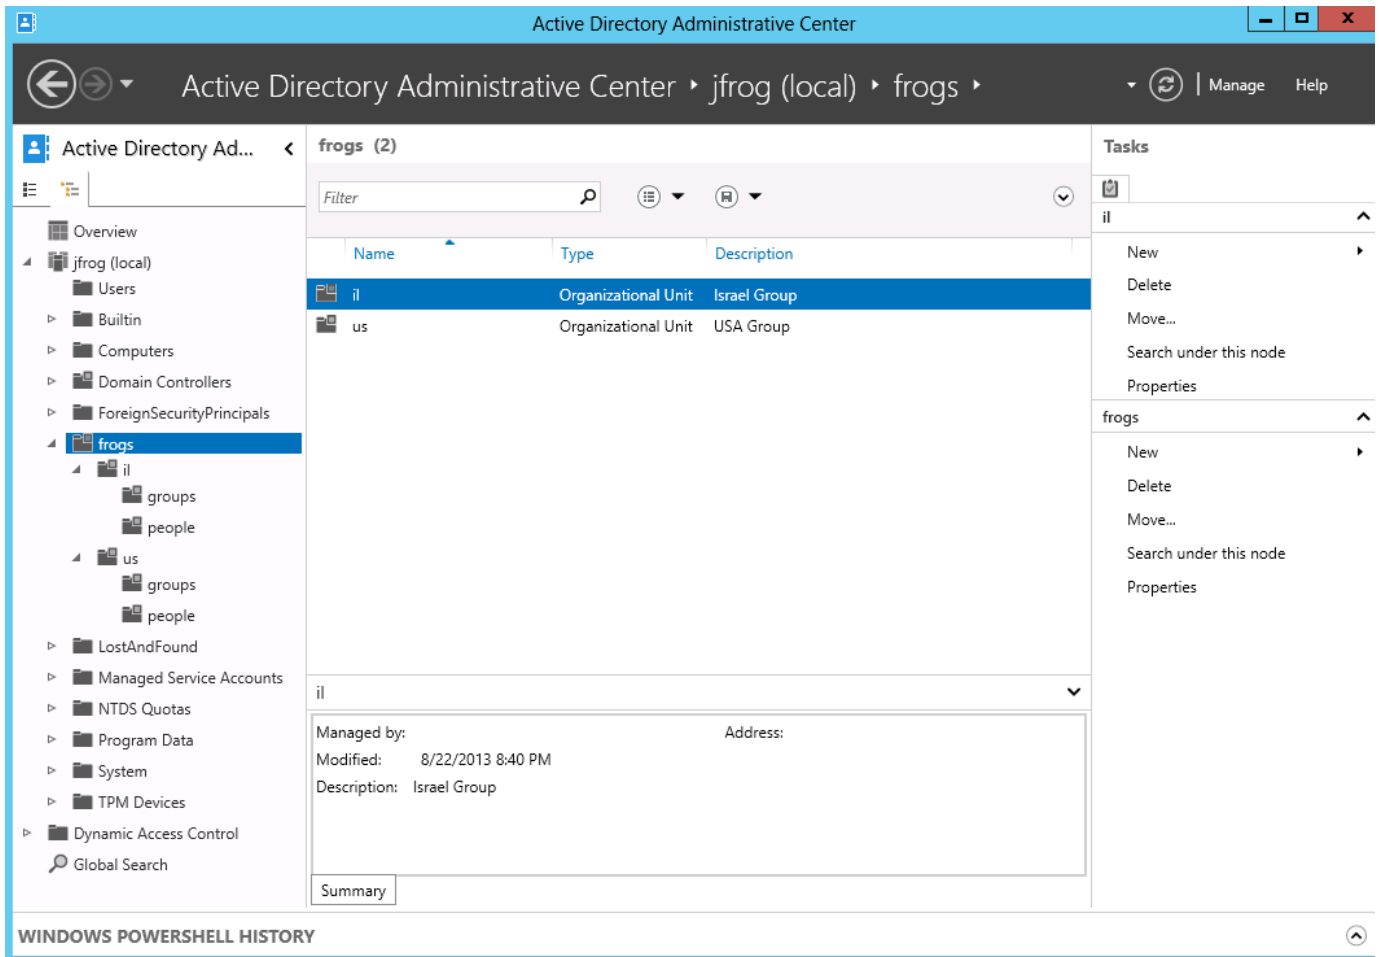 Active Directory Administrative Center
Active Directory Administrative Center jfrog (local) frogs
Manage Help
Active Directory Ad...
Overview
jfrog (local)
Users
Builtin
Computers
Domain Controllers
ForeignSecurityPrincipals
frogs
il
groups
people
us
groups
people
LostAndFound
Managed Service Accounts
NTDS Quotas
Program Data
System
TPM Devices
Dynamic Access Control
Global Search
frogs (2)
Filter
Name Type Description
il Organizational Unit Israel Group
us Organizational Unit USA Group
il
Managed by: Address:
Modified: 8/22/2013 8:40 PM
Description: Israel Group
Summary
Tasks
il
New
Delete
Move...
Search under this node
Properties
frogs
New
Delete
Move...
Search under this node
Properties
WINDOWS POWERSHELL HISTORY